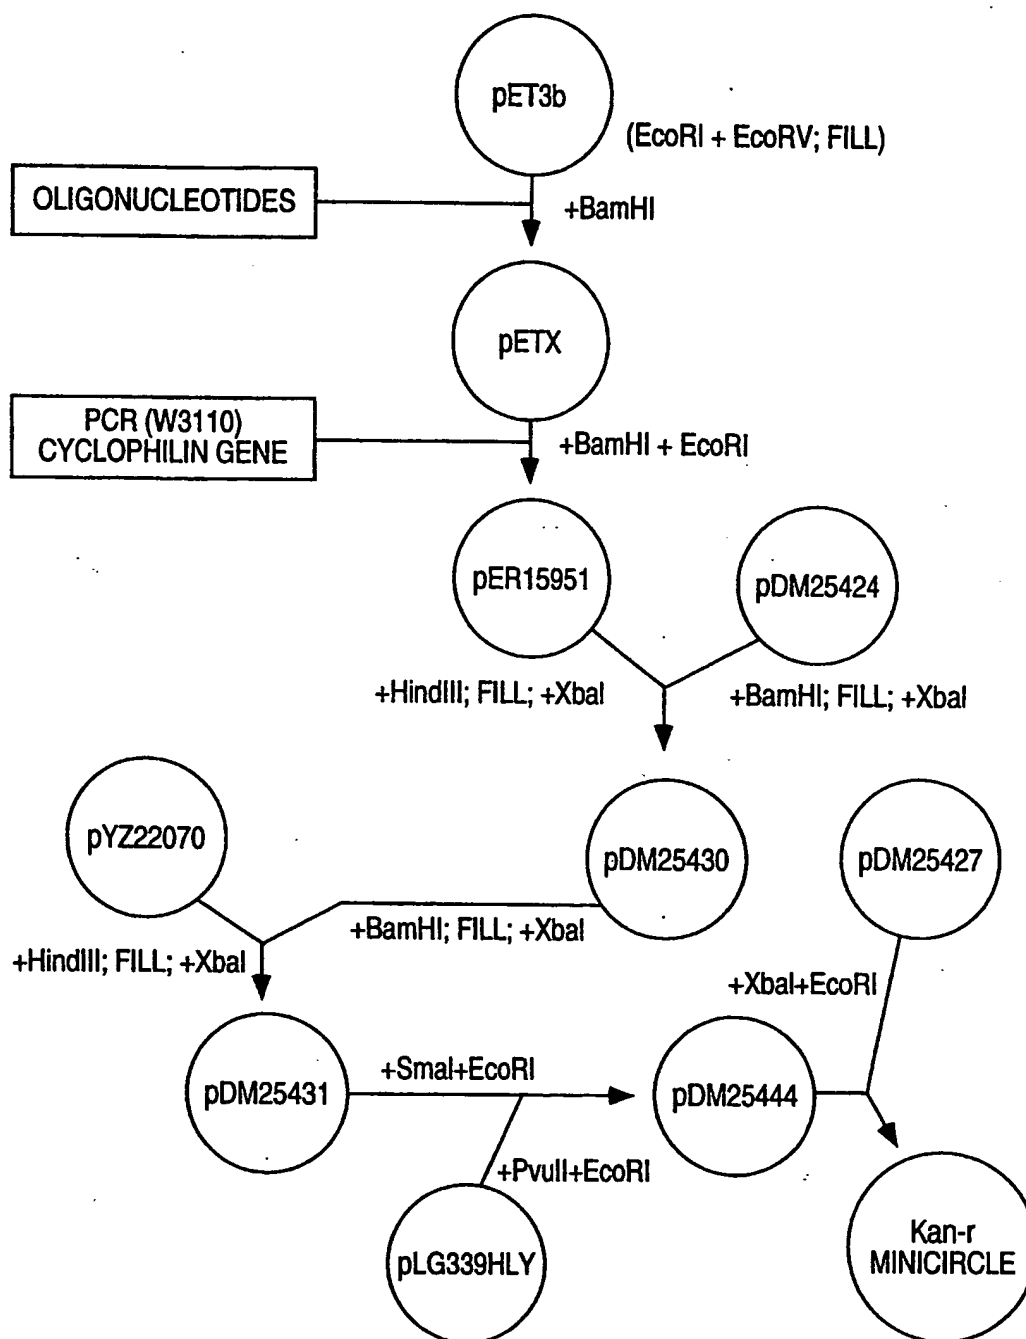 pET3b
(EcoRI + EcoRV; FILL)
OLIGONUCLEOTIDES
+BamHI
pETX
PCR (W3110)
CYCLOPHILIN GENE
+BamHI + EcoRI
pER15951
pDM25424
+HindIII; FILL; +XbaI
+BamHI; FILL; +XbaI
pYZ22070
pDM25430
pDM25427
+HindIII; FILL; +XbaI
+BamHI; FILL; +XbaI
+XbaI+EcoRI
pDM25431
+SmaI+EcoRI
pDM25444
+PvuII+EcoRI
pLG339HLY
Kan-r
MINICIRCLE